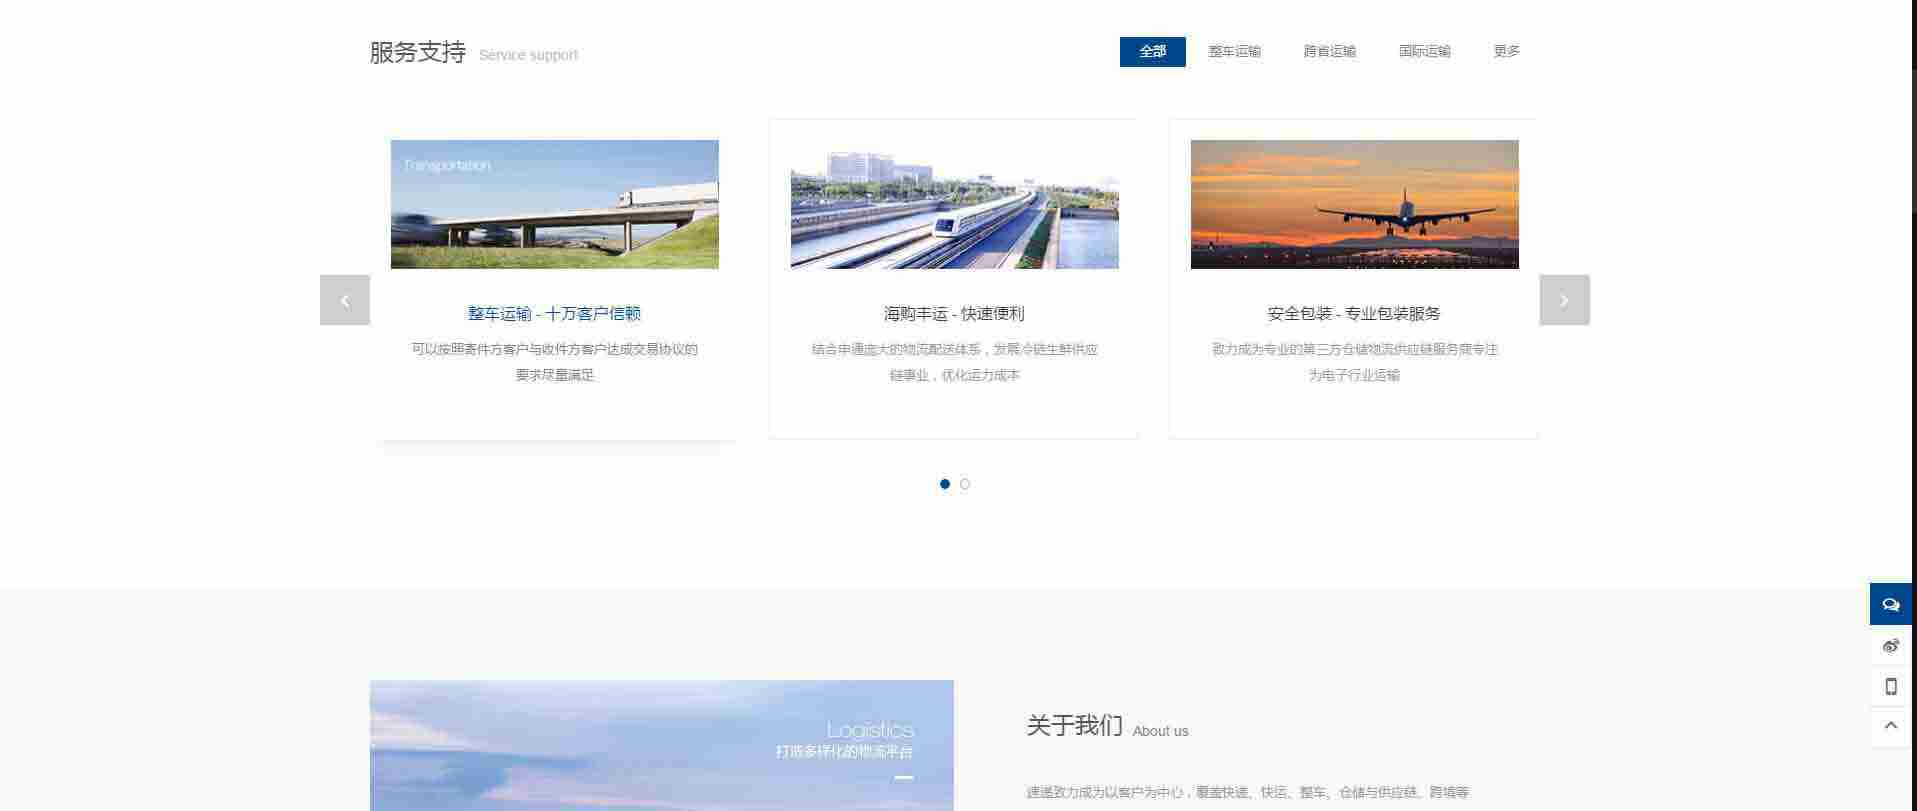 服务支持 Service support
全部 整车运输 跨省运输 国际运输 更多
Transportation
整车运输 - 十万客户信赖
可以按照寄件方客户与收件方客户达成交易协议的
要求尽量满足
海购丰运 - 快速便利
结合申通庞大的物流配送体系，发展冷链生鲜供应
链事业，优化运力成本
安全包装 - 专业包装服务
致力成为专业的第三方仓储物流供应链服务商专注
为电子行业运输
Logistics
打造多样化的物流平台
关于我们 About us
速递致力成为以客户为中心，覆盖快递、快运、整车、仓储与供应链、跨境等